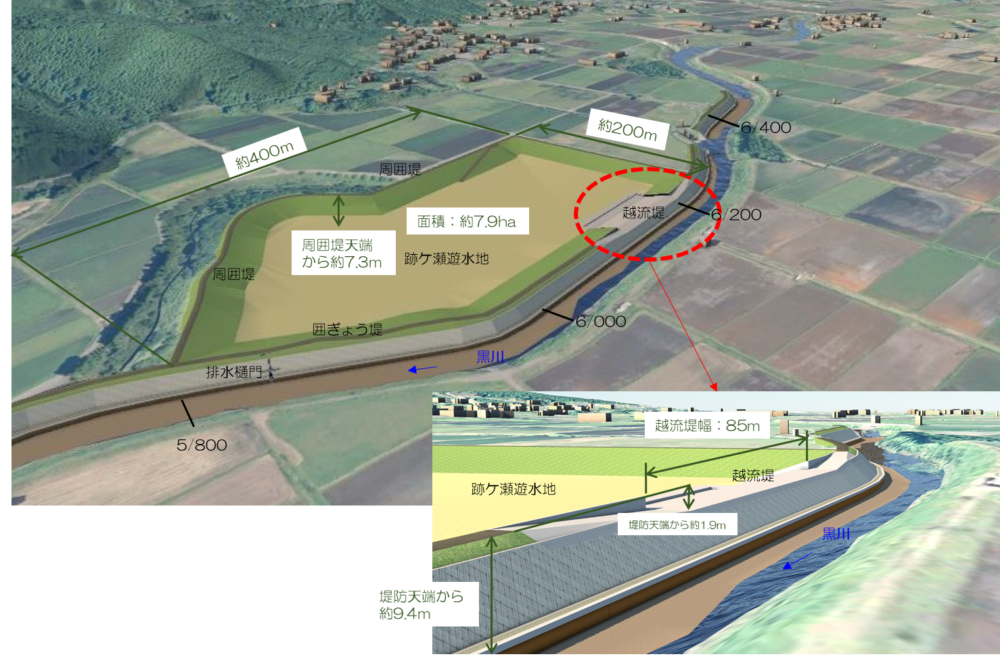 約400m
約200m
6/400
周囲堤
面積：約7.9ha
越流堤
6/200
周囲堤天端
から約7.3m
跡ケ瀬遊水地
周囲堤
囲ぎょう堤
6/000
黒川
排水樋門
5/800
越流堤幅：85m
跡ケ瀬遊水地
越流堤
堤防天端から約1.9m
黒川
堤防天端から
約9.4m